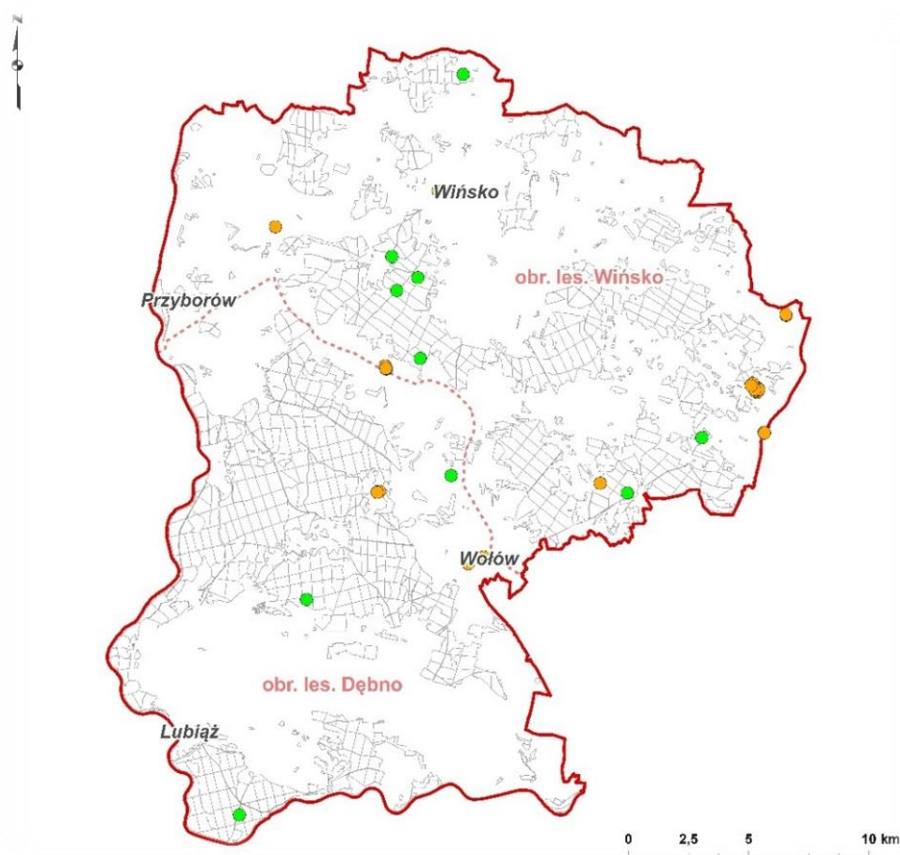 N
Wińsko
obr. les. Wińsko
Przyborów
Wołów
obr. les. Dębno
Lubiąż
0 2,5 5 10 km